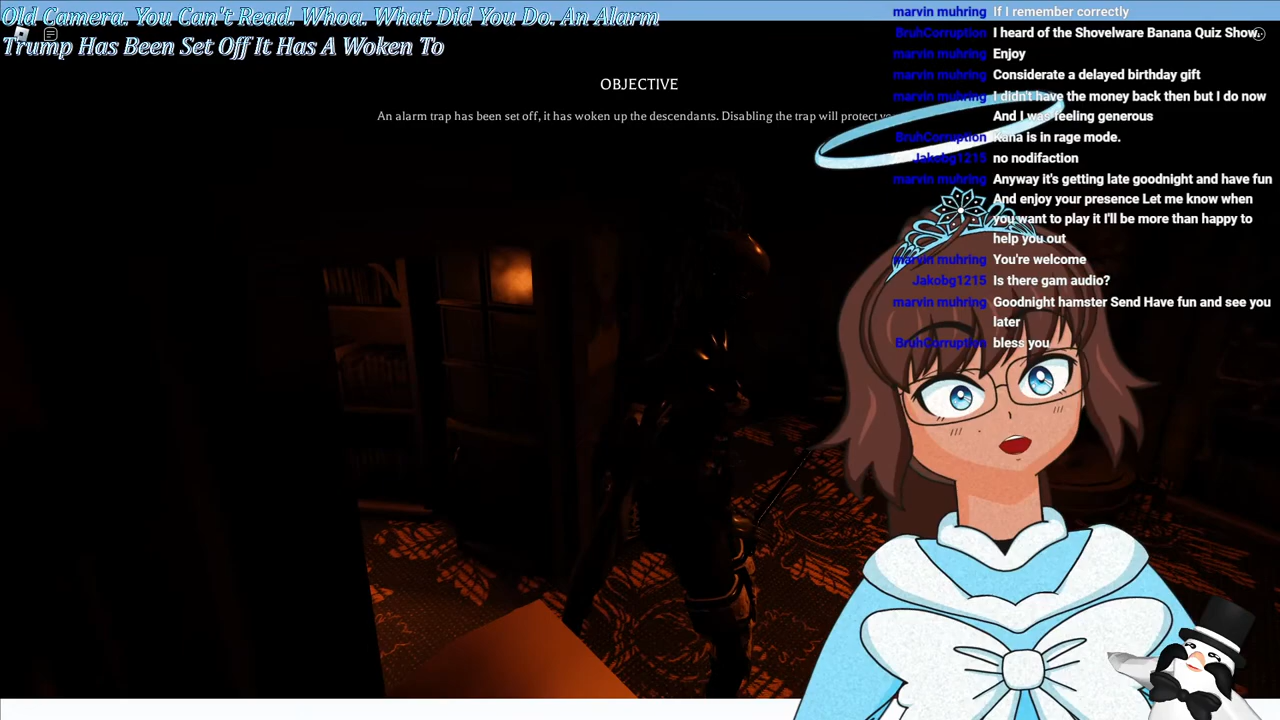 Old Camera. You Can't Read. Whoa. What Did You Do. An Alarm
Trump Has Been Set Off It Has A Woken To
OBJECTIVE
An alarm trap has been set off, it has woken up the descendants. Disabling the trap will protect
marvin muhring If I remember correctly
BruhCorruption I heard of the Shovelware Banana Quiz Show.
marvin muhring Enjoy
marvin muhring Considerate a delayed birthday gift
marvin muhring I didn't have the money back then but I do now
And I was feeling generous
BruhCorruption Kana is in rage mode.
Jakobg1215 no nodifaction
marvin muhring Anyway it's getting late goodnight and have fun
And enjoy your presence Let me know when
you want to play it I'll be more than happy to
help you out
marvin muhring You're welcome
Jakobg1215 Is there gam audio?
marvin muhring Goodnight hamster Send Have fun and see you
later
BruhCorruption bless you